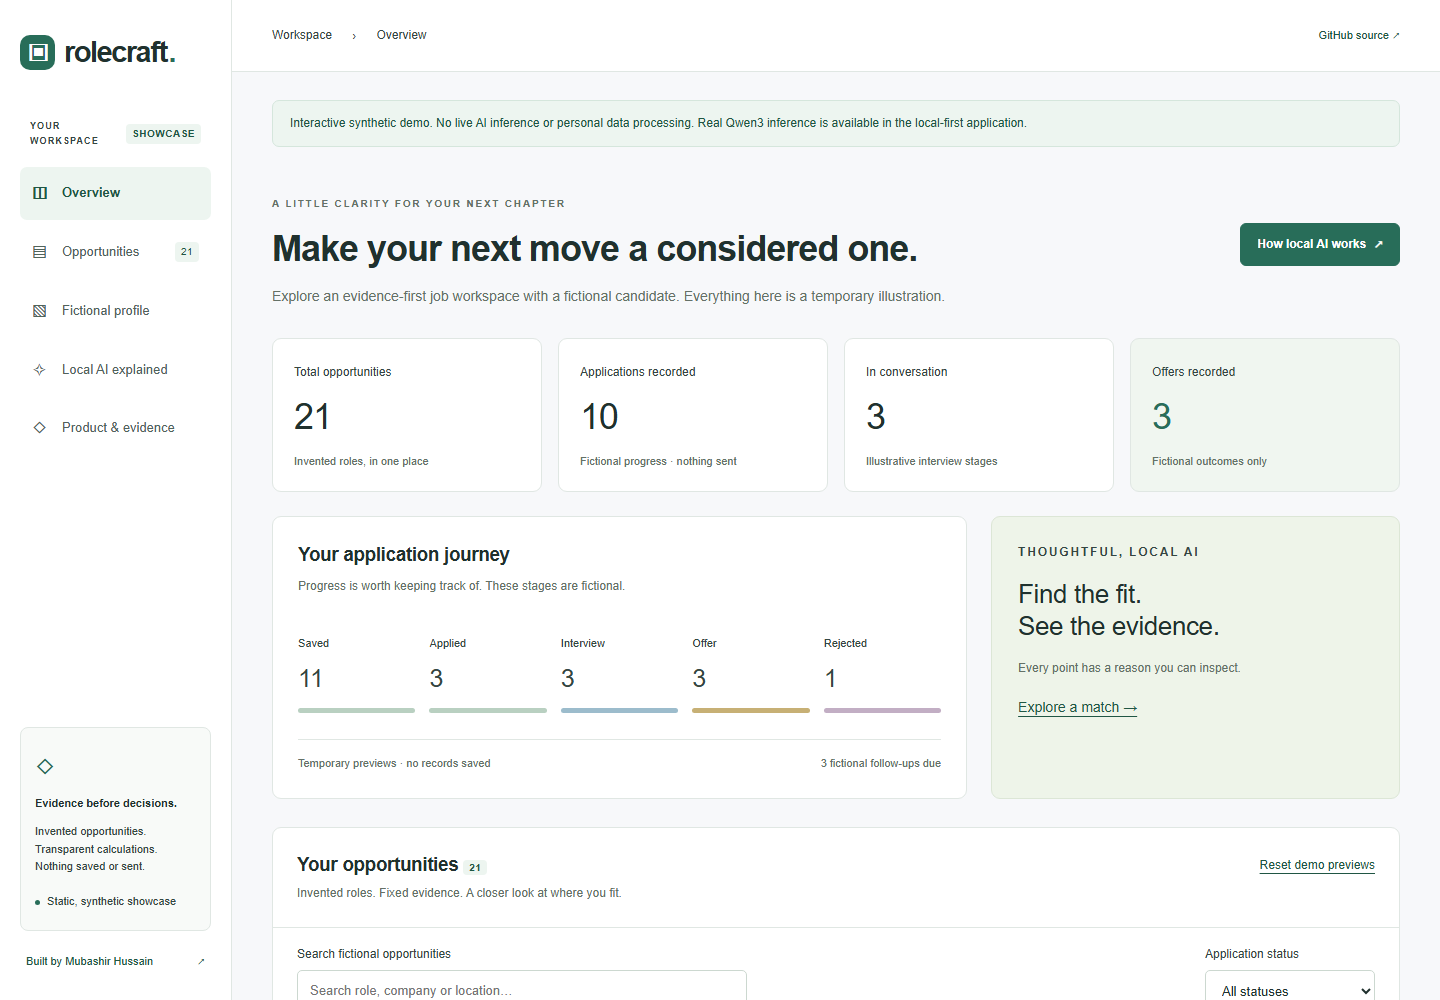 rolecraft.
YOUR
WORKSPACE
SHOWCASE
Overview
Opportunities 21
Fictional profile
Local AI explained
Product & evidence
Evidence before decisions.
Invented opportunities.
Transparent calculations.
Nothing saved or sent.
Static, synthetic showcase
Built by Mubashir Hussain ↗
Workspace › Overview
GitHub source ↗
Interactive synthetic demo. No live AI inference or personal data processing. Real Qwen3 inference is available in the local-first application.
A LITTLE CLARITY FOR YOUR NEXT CHAPTER
Make your next move a considered one.
How local AI works ↗
Explore an evidence-first job workspace with a fictional candidate. Everything here is a temporary illustration.
Total opportunities
21
Invented roles, in one place
Applications recorded
10
Fictional progress · nothing sent
In conversation
3
Illustrative interview stages
Offers recorded
3
Fictional outcomes only
Your application journey
Progress is worth keeping track of. These stages are fictional.
Saved Applied Interview Offer Rejected
11 3 3 3 1
Temporary previews · no records saved
3 fictional follow-ups due
THOUGHTFUL, LOCAL AI
Find the fit.
See the evidence.
Every point has a reason you can inspect.
Explore a match →
Your opportunities 21
Reset demo previews
Invented roles. Fixed evidence. A closer look at where you fit.
Search fictional opportunities
Application status
Search role, company or location...
All statuses